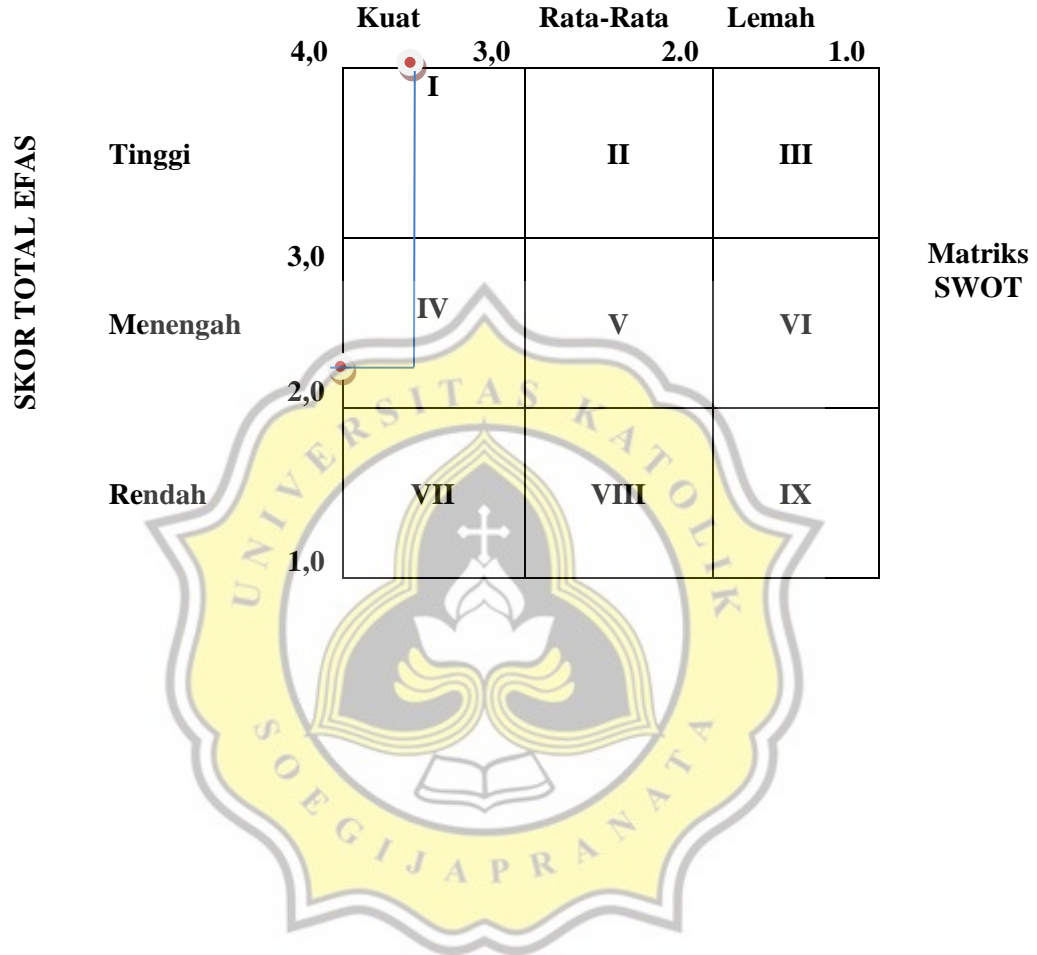 Kuat Rata-Rata Lemah
4,0 3,0 2.0 1.0
I
SKOR TOTAL EFAS
Tinggi II III
3,0
Matriks
SWOT
Menengah IV V VI
2,0
Rendah VII VIII IX
1,0
UNIVERSITAS KATOLIK
SOEGIJAPRANATA